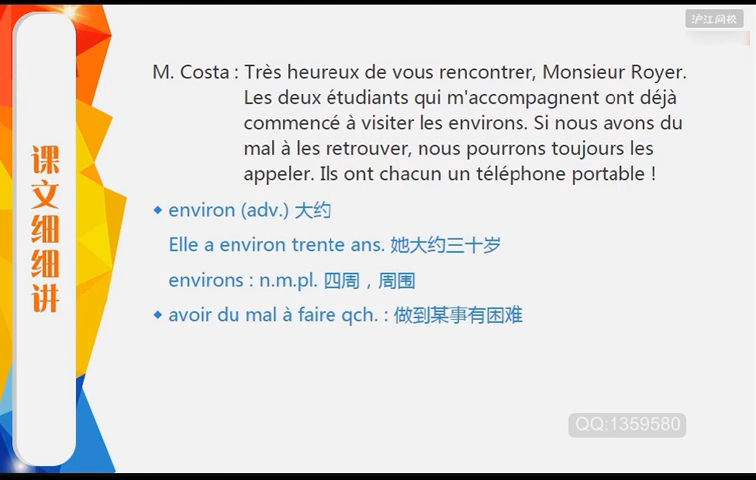 沪江网校
课文细细讲
M. Costa : Très heureux de vous rencontrer, Monsieur Royer.
Les deux étudiants qui m'accompagnent ont déjà
commencé à visiter les environs. Si nous avons du
mal à les retrouver, nous pourrons toujours les
appeler. Ils ont chacun un téléphone portable !
◆ environ (adv.) 大约
Elle a environ trente ans. 她大约三十岁
environs : n.m.pl. 四周，周围
◆ avoir du mal à faire qch. : 做到某事有困难
QQ:1359580